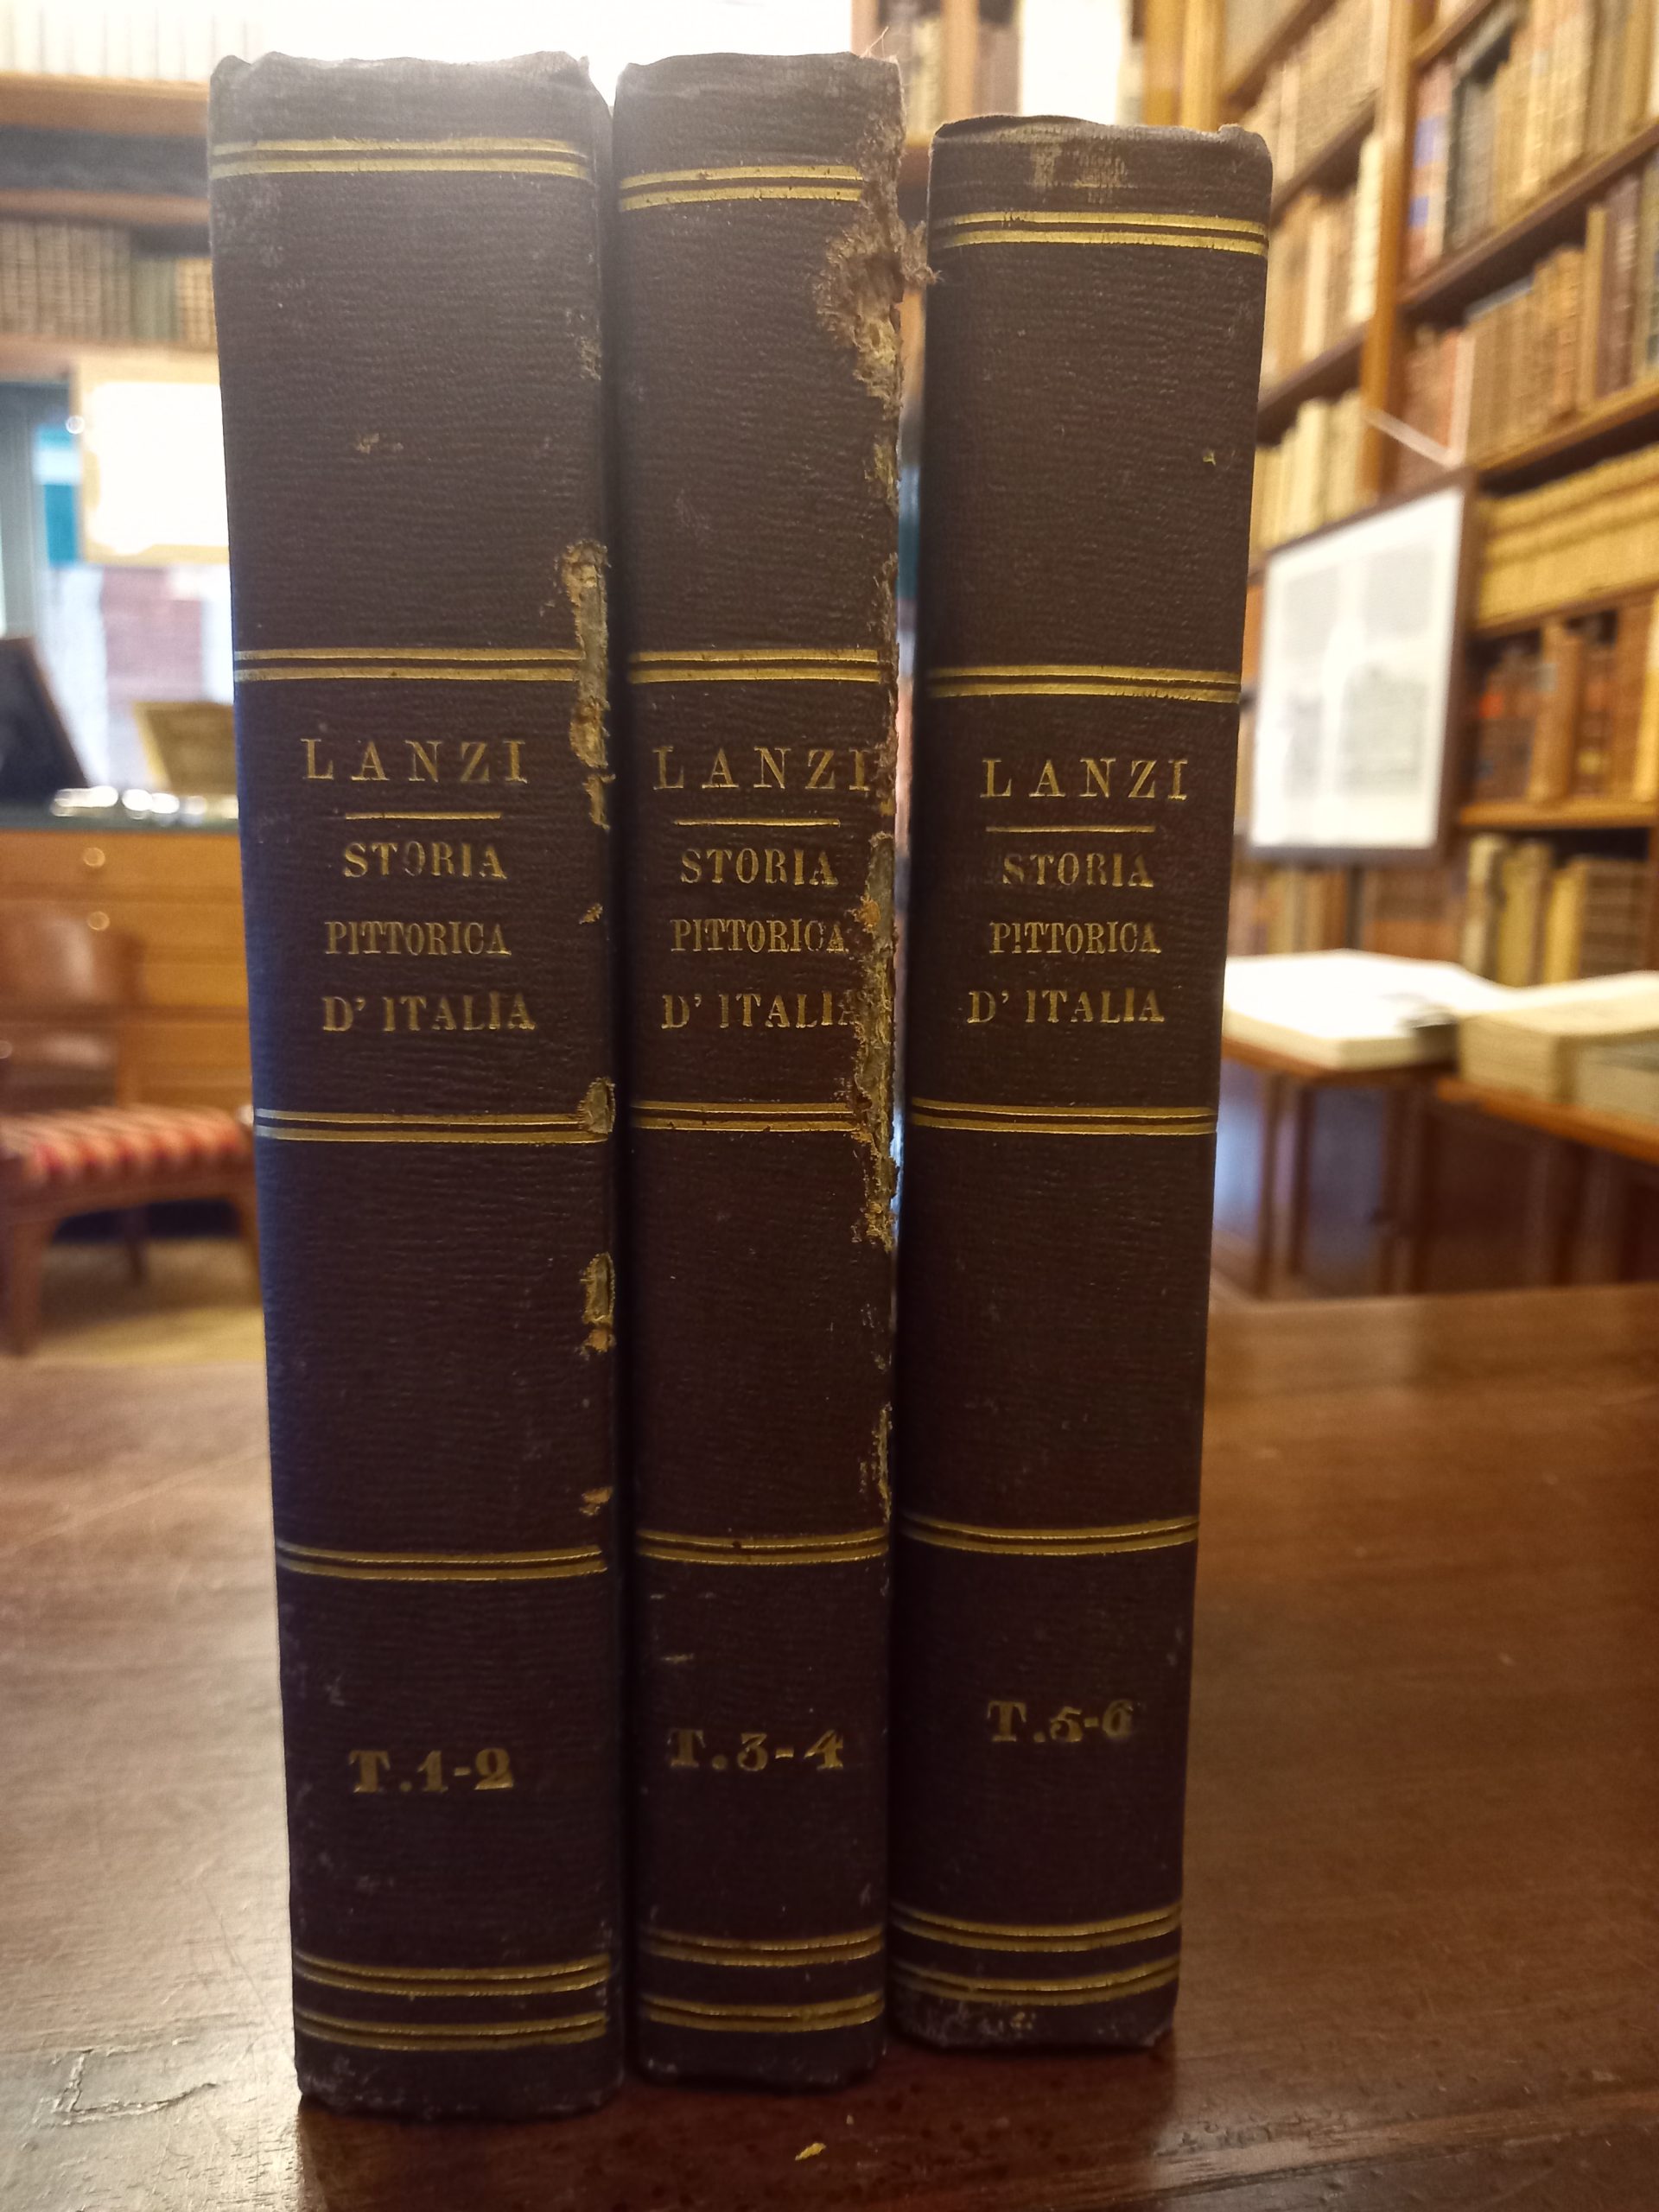 LANZI
STORIA
PITTORICA
D' ITALIA
T.1-2
LANZI
STORIA
PITTORICA
D' ITALIA
T.3-4
LANZI
STORIA
PITTORICA
D' ITALIA
T.5-6